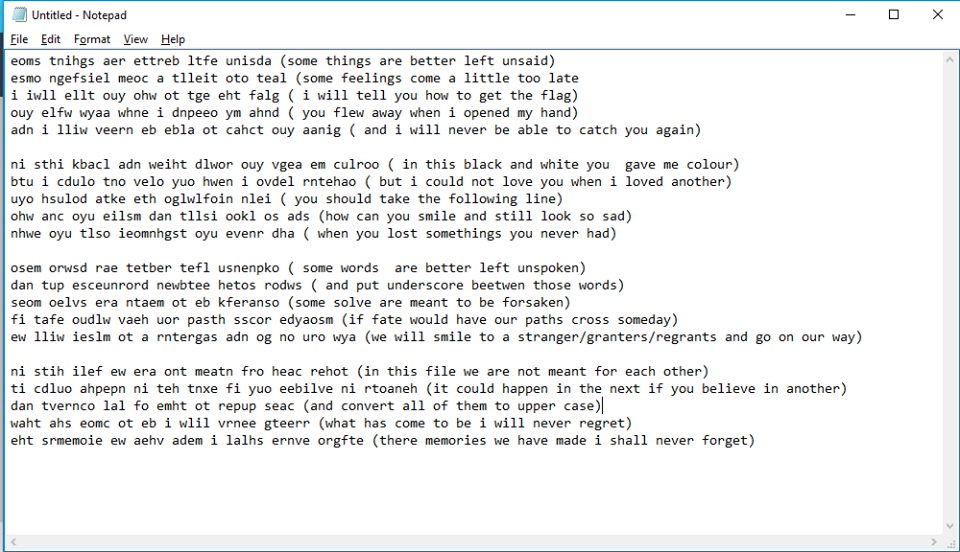 Untitled - Notepad
File Edit Format View Help
eoms tnihgs aer ettreb ltfe unisda (some things are better left unsaid)
esmo ngefsiel meoc a tlleit oto teal (some feelings come a little too late
i iwll ellt ouy ohw ot tge eht falg ( i will tell you how to get the flag)
ouy elfw wyaa whne i dnpeeo ym ahnd ( you flew away when i opened my hand)
adn i lliw veern eb ebla ot cahct ouy aanig ( and i will never be able to catch you again)
ni sthi kbacl adn weiht dlwor ouy vgea em culroo ( in this black and white you  gave me colour)
btu i cdulo tno velo yuo hwen i ovdel rntehao ( but i could not love you when i loved another)
uyo hsulod atke eth oglwlfoin nlei ( you should take the following line)
ohw anc oyu eilsm dan tllsi ookl os ads (how can you smile and still look so sad)
nhwe oyu tlso ieomnhgst oyu evenr dha ( when you lost somethings you never had)
osem orwsd rae tetber tefl usnenpko ( some words  are better left unspoken)
dan tup esceunrord newbtee hetos rodws ( and put underscore beetwen those words)
seom oelvs era ntaem ot eb kferanso (some solve are meant to be forsaken)
fi tafe oudlw vaeh uor pasth sscor edyaosm (if fate would have our paths cross someday)
ew lliw ieslm ot a rntergas adn og no uro wya (we will smile to a stranger/granters/regrants and go on our way)
ni stih ilef ew era ont meatn fro heac rehot (in this file we are not meant for each other)
ti cdluo ahpepn ni teh tnxe fi yuo eebilve ni rtoaneh (it could happen in the next if you believe in another)
dan tvernco lal fo emht ot repup seac (and convert all of them to upper case)
waht ahs eomc ot eb i wlil vrnee gteerr (what has come to be i will never regret)
eht srmemoie ew aehv adem i lalhs ernve orgfte (there memories we have made i shall never forget)